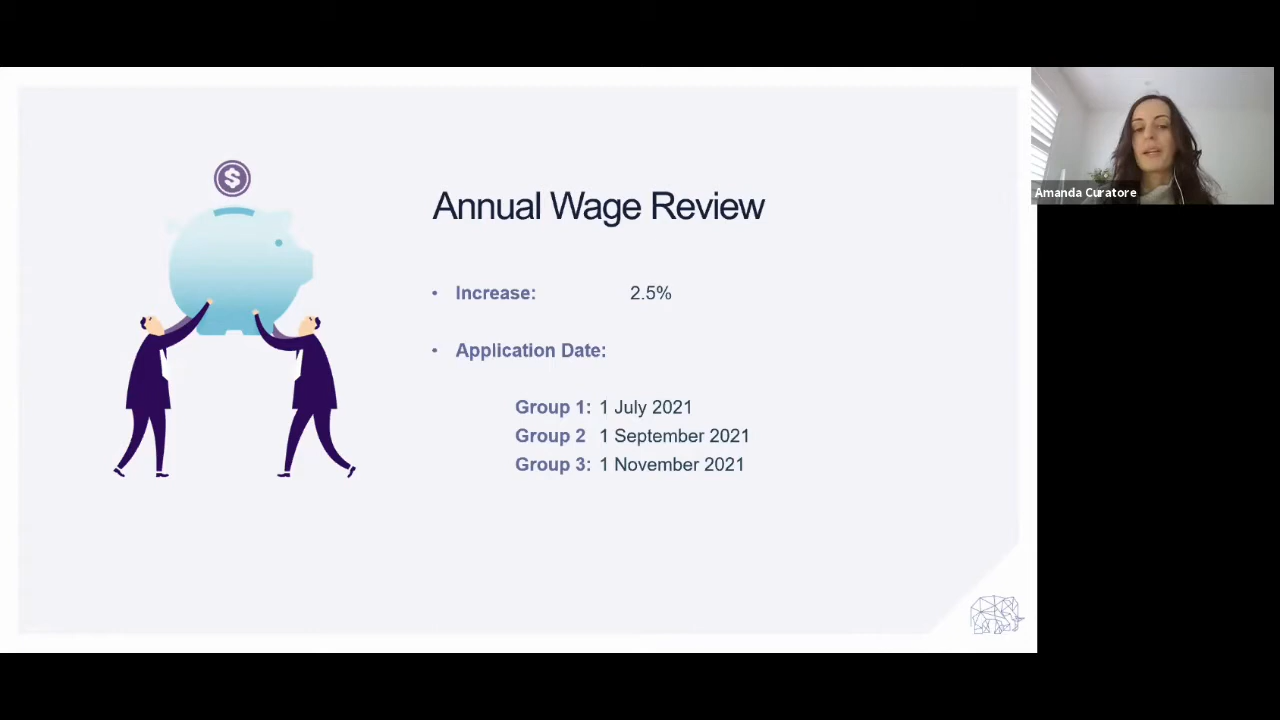 Annual Wage Review
• Increase: 2.5%
• Application Date:
Group 1: 1 July 2021
Group 2 1 September 2021
Group 3: 1 November 2021
Amanda Curatore
$